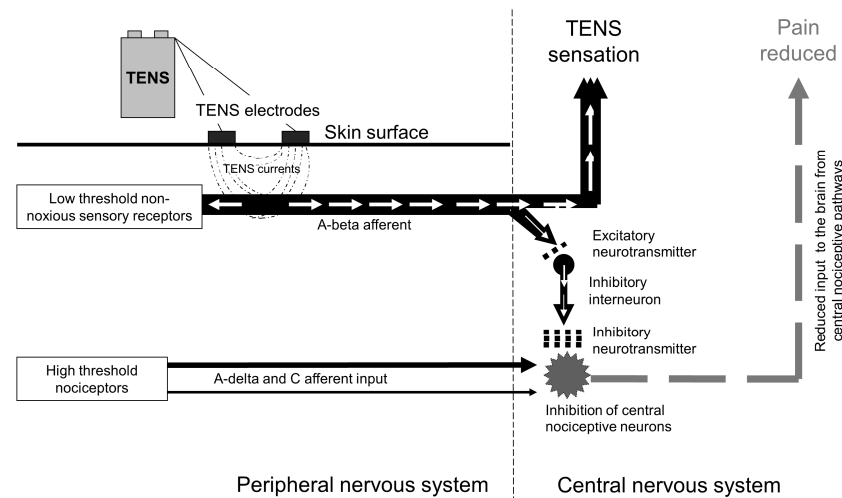 TENS
TENS
sensation
Pain
reduced
TENS electrodes
Skin surface
TENS currents
Low threshold non-
noxious sensory receptors
A-beta afferent
Excitatory
neurotransmitter
Inhibitory
interneuron
Inhibitory
neurotransmitter
High threshold
nociceptors
A-delta and C afferent input
Inhibition of central
nociceptive neurons
Reduced input to the brain from
central nociceptive pathways
Peripheral nervous system
Central nervous system